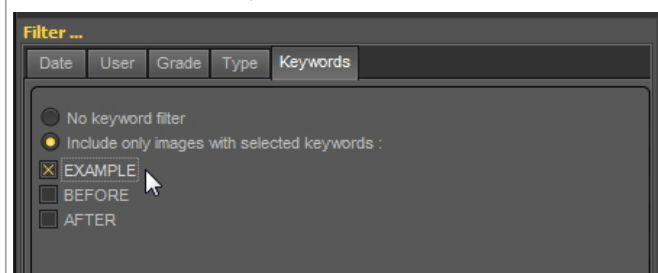 Filter ...
Date User Grade Type Keywords
No keyword filter
Include only images with selected keywords :
EXAMPLE
BEFORE
AFTER